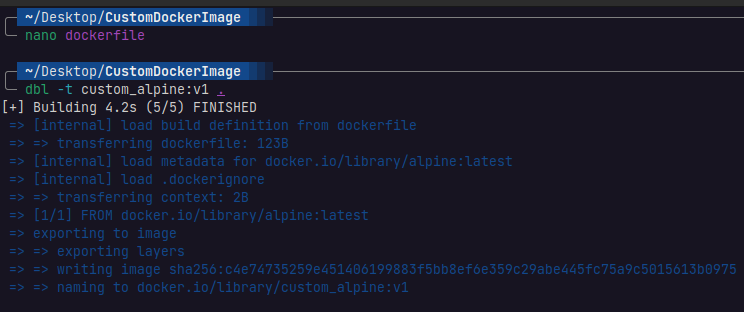 ~/Desktop/CustomDockerImage
nano dockerfile
~/Desktop/CustomDockerImage
dbl -t custom_alpine:v1 .
[+] Building 4.2s (5/5) FINISHED
=> [internal] load build definition from dockerfile
=> => transferring dockerfile: 123B
=> [internal] load metadata for docker.io/library/alpine:latest
=> [internal] load .dockerignore
=> => transferring context: 2B
=> [1/1] FROM docker.io/library/alpine:latest
=> exporting to image
=> => exporting layers
=> => writing image sha256:c4e74735259e451406199883f5bb8ef6e359c29abe445fc75a9c5015613b0975
=> => naming to docker.io/library/custom_alpine:v1